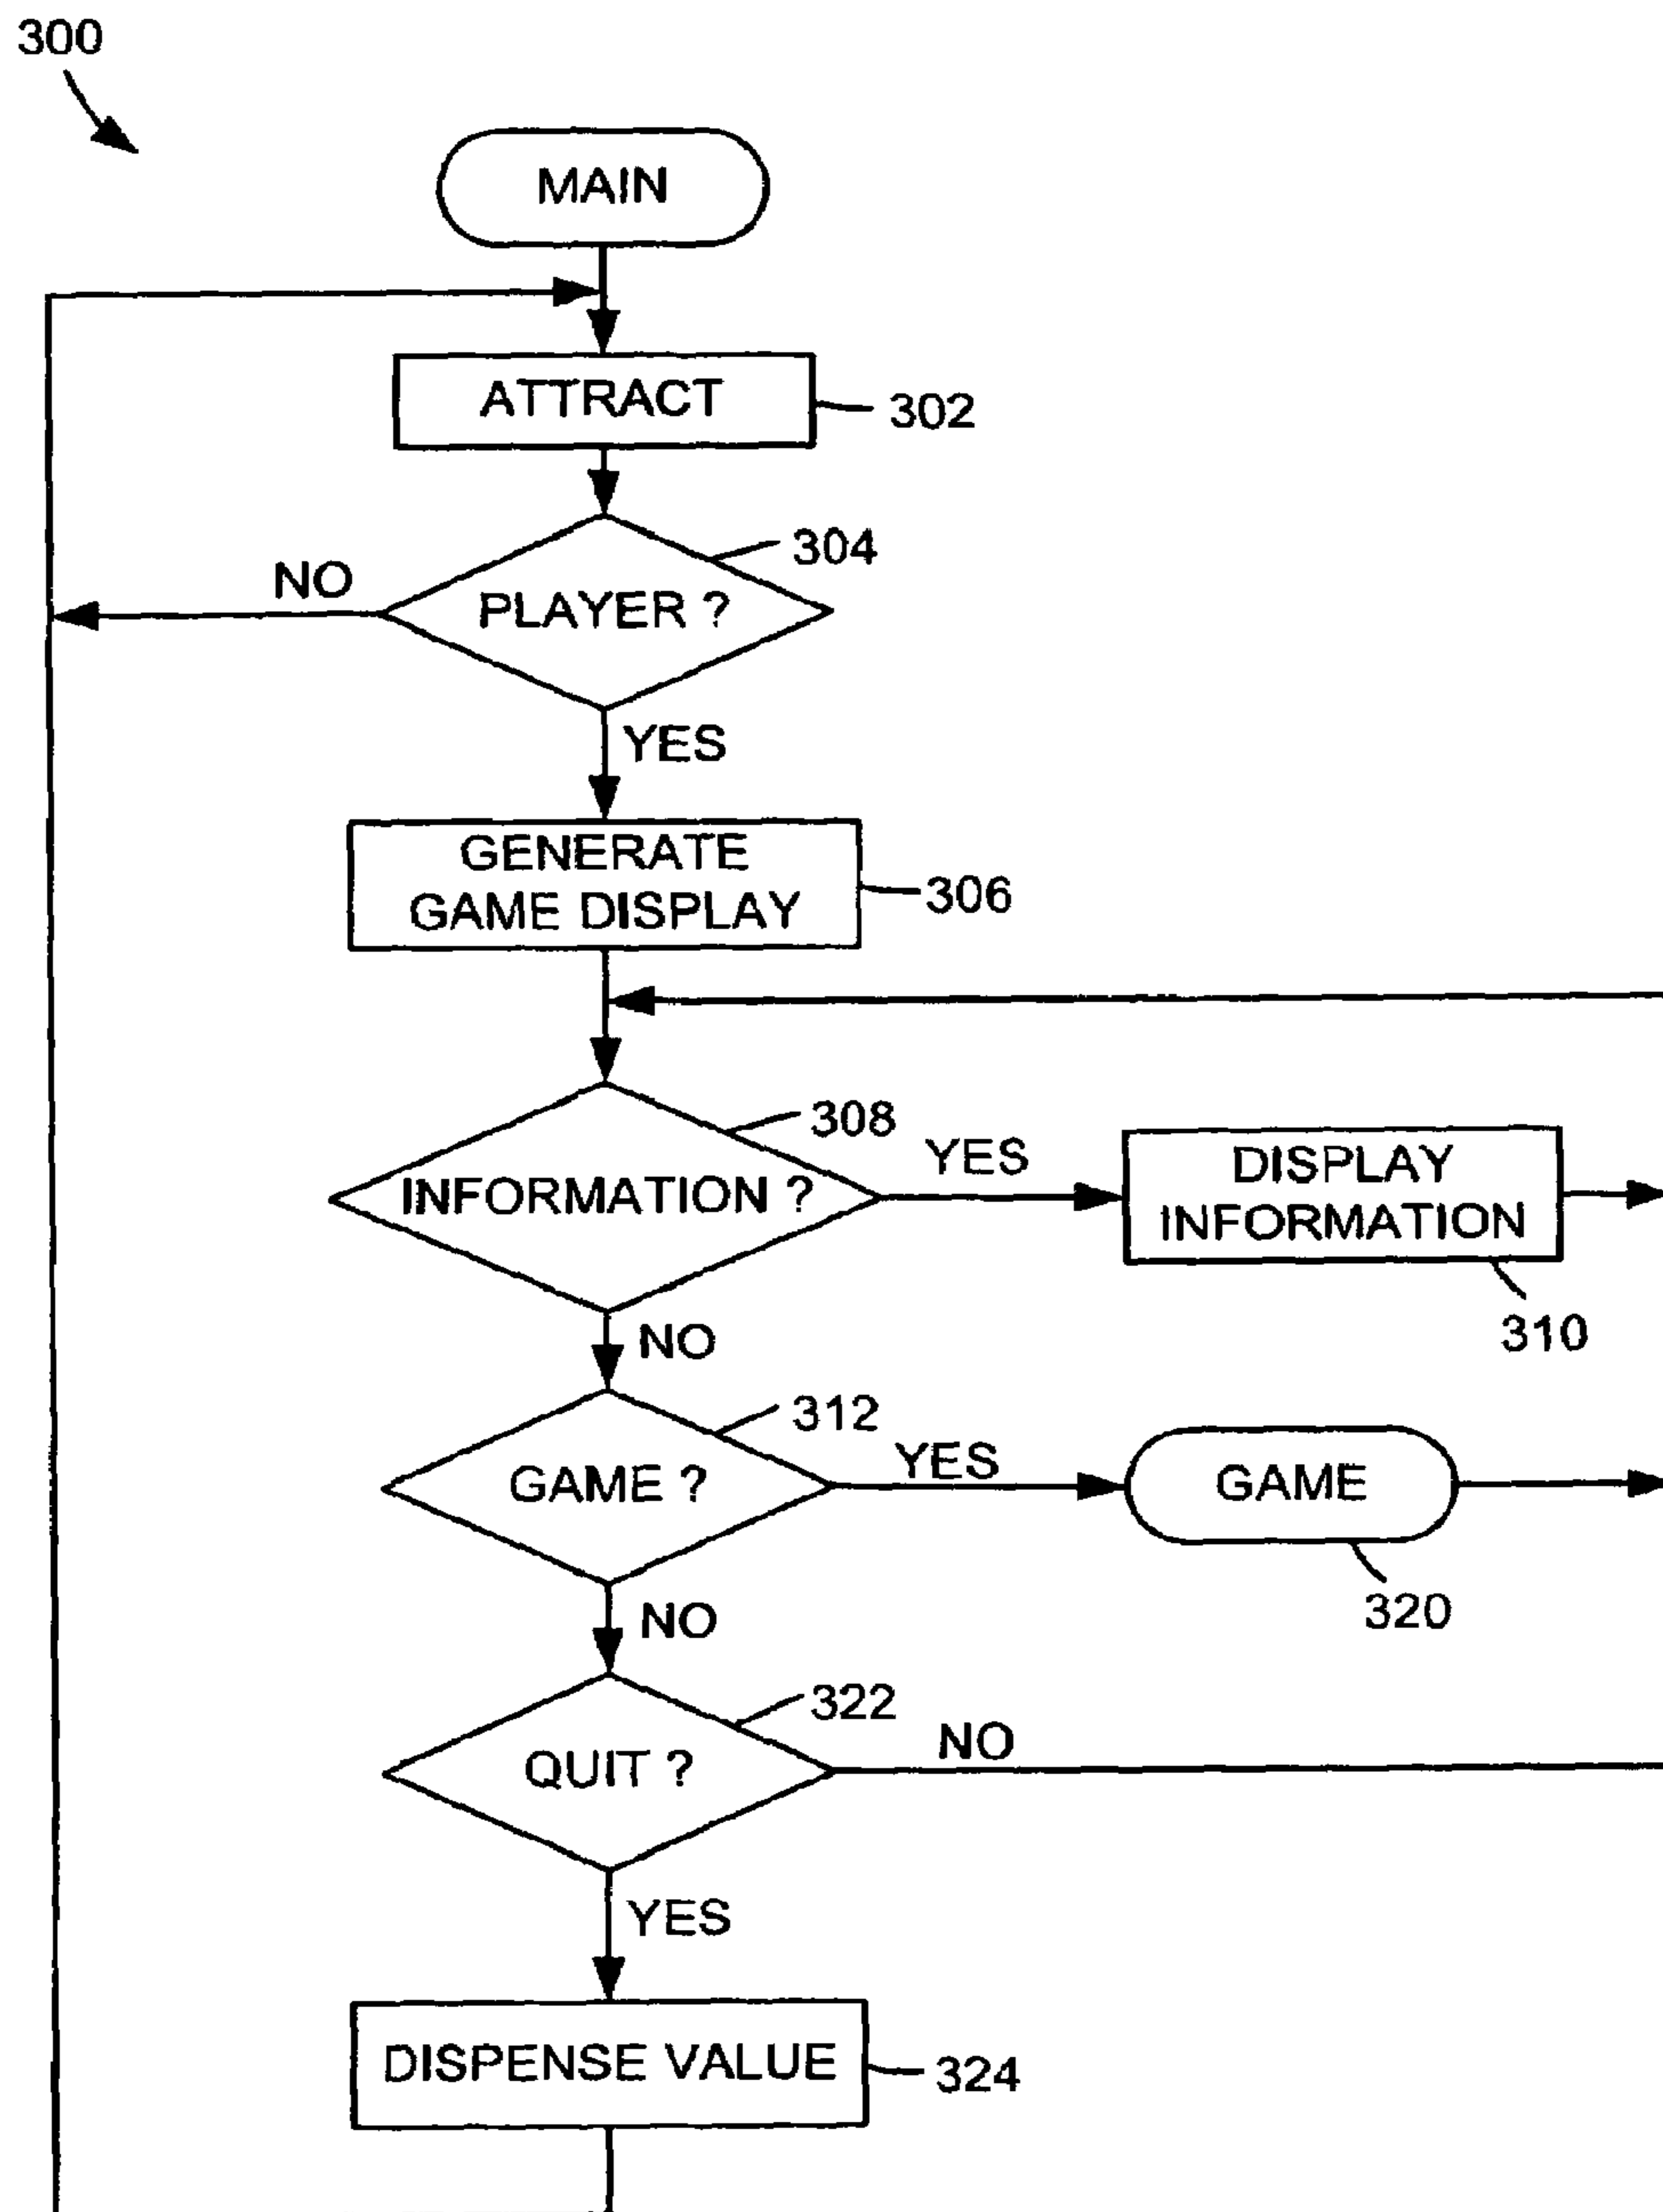 300
MAIN
ATTRACT
302
304
NO
PLAYER ?
YES
GENERATE
GAME DISPLAY
306
308
YES
DISPLAY
INFORMATION
INFORMATION ?
310
NO
312
YES
GAME ?
GAME
320
NO
322
NO
QUIT ?
YES
DISPENSE VALUE
324